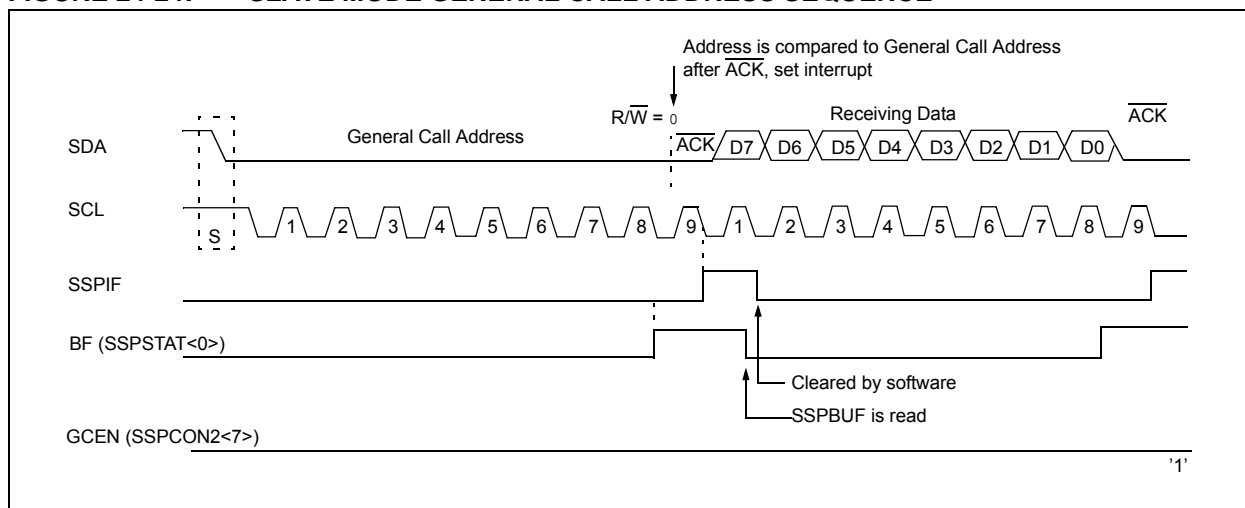 Address is compared to General Call Address
after ACK, set interrupt
R/W = 0
Receiving Data
ACK
SDA
General Call Address
ACK
D7 D6 D5 D4 D3 D2 D1 D0
SCL
S
1 2 3 4 5 6 7 8 9 1 2 3 4 5 6 7 8 9
SSPIF
BF (SSPSTAT<0>)
Cleared by software
SSPBUF is read
GCEN (SSPCON2<7>)
'1'